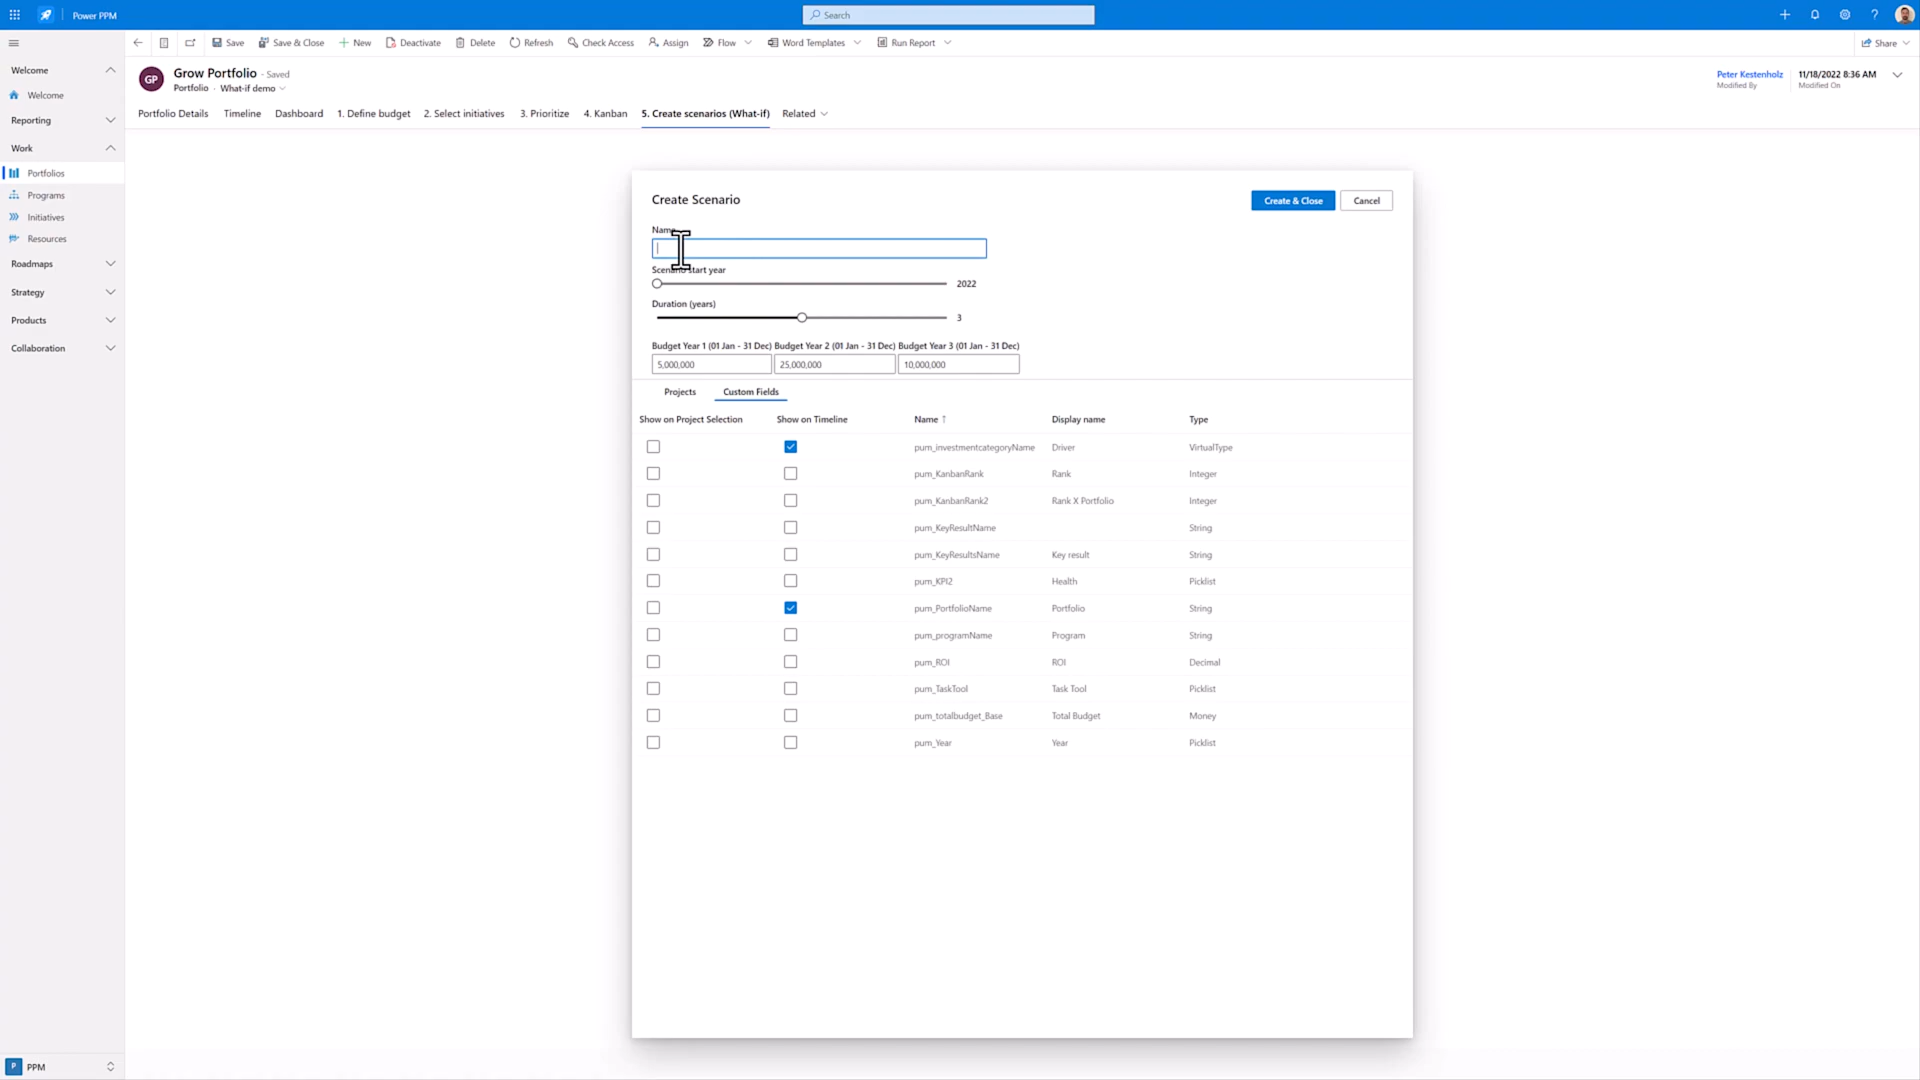 Power PPM
Search
Save
Save & Close
New
Deactivate
Delete
Refresh
Check Access
Assign
Flow
Word Templates
Run Report
Share
Welcome
Welcome
Reporting
Work
Portfolios
Programs
Initiatives
Resources
Roadmaps
Strategy
Products
Collaboration
P PPM
GP
Grow Portfolio - Saved
Portfolio · What-if demo
Peter Kestenholz
Modified By
11/18/2022 8:36 AM
Modified On
Portfolio Details
Timeline
Dashboard
1. Define budget
2. Select initiatives
3. Prioritize
4. Kanban
5. Create scenarios (What-if)
Related
Create Scenario
Create & Close
Cancel
Name
Scenario start year
2022
Duration (years)
3
Budget Year 1 (01 Jan - 31 Dec) Budget Year 2 (01 Jan - 31 Dec) Budget Year 3 (01 Jan - 31 Dec)
5,000,000 25,000,000 10,000,000
Projects Custom Fields
Show on Project Selection Show on Timeline Name ↑ Display name Type
pum_investmentcategoryName Driver VirtualType
pum_KanbanRank Rank Integer
pum_KanbanRank2 Rank X Portfolio Integer
pum_KeyResultName String
pum_KeyResultsName Key result String
pum_KPI2 Health Picklist
pum_PortfolioName Portfolio String
pum_programName Program String
pum_ROI ROI Decimal
pum_TaskTool Task Tool Picklist
pum_totalbudget_Base Total Budget Money
pum_Year Year Picklist